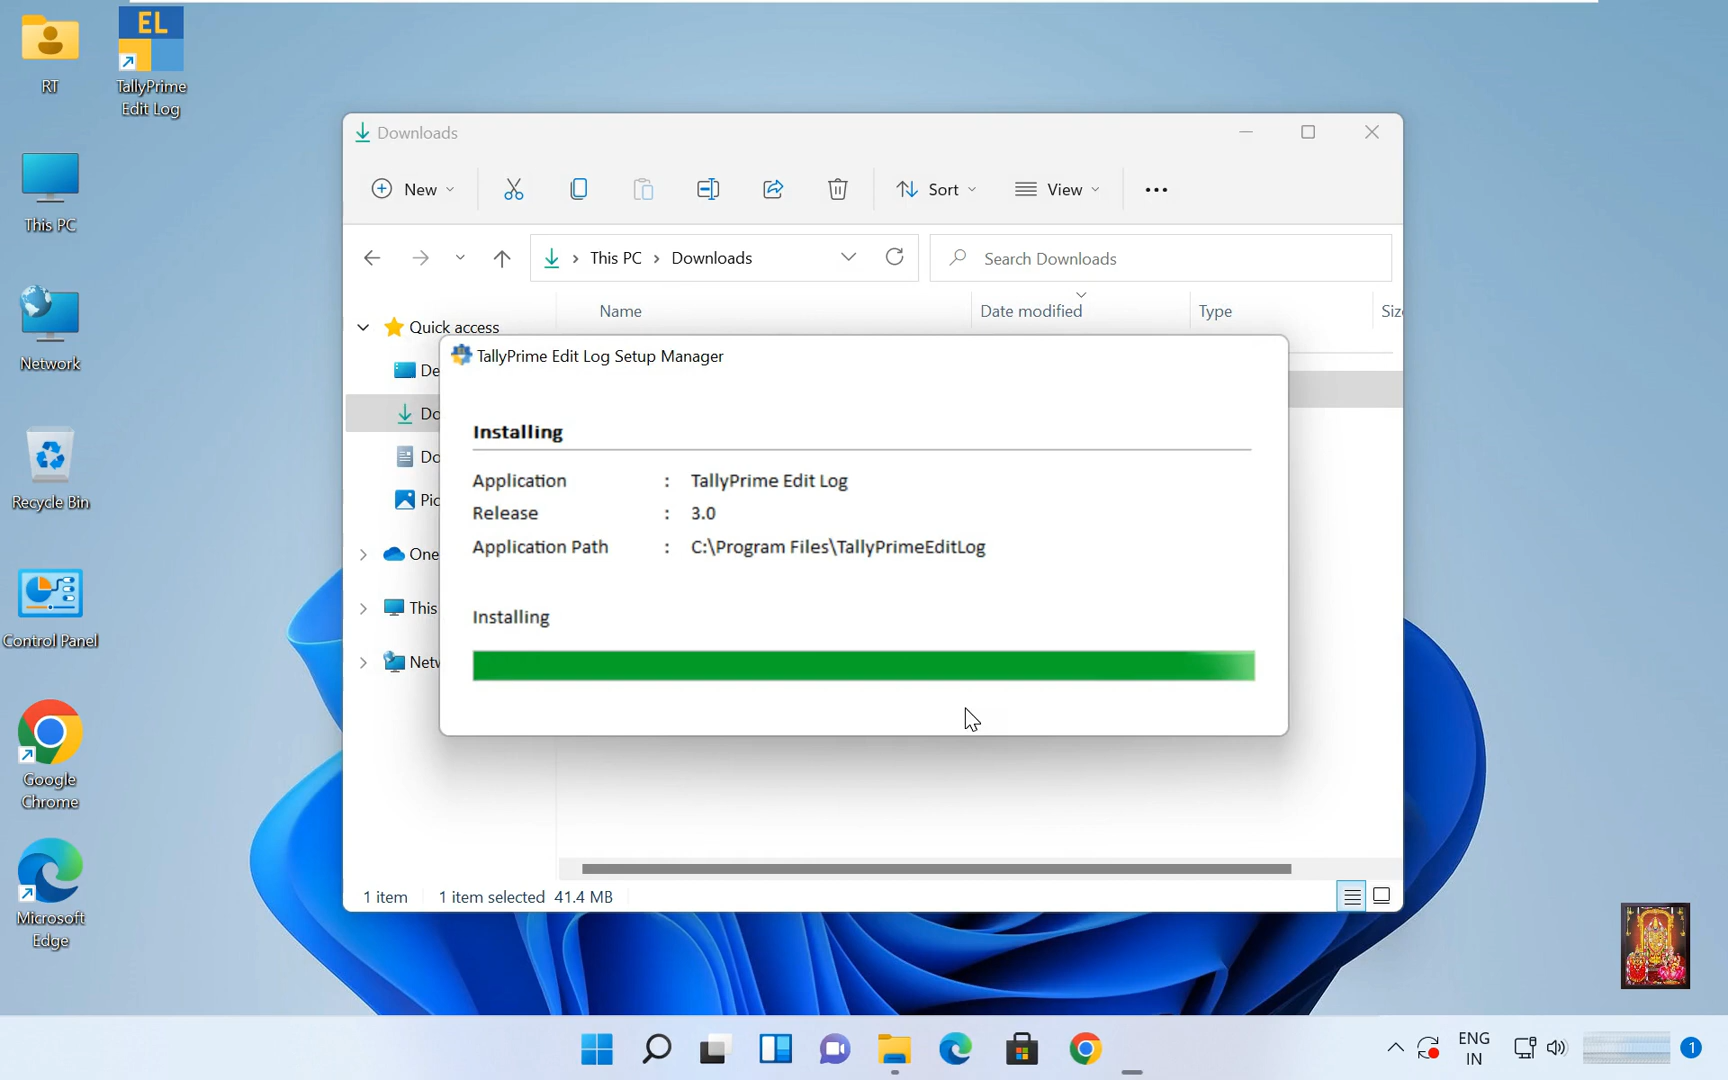 RT
EL
TallyPrime
Edit Log
This PC
Network
Recycle Bin
Control Panel
Google
Chrome
Microsoft
Edge
Downloads
New
Sort
View
This PC
Downloads
Search Downloads
Name
Date modified
Type
Siz
Quick access
De
Do
Do
Pic
One
This
Netw
TallyPrime Edit Log Setup Manager
Installing
Application : TallyPrime Edit Log
Release : 3.0
Application Path : C:\Program Files\TallyPrimeEditLog
Installing
1 item
1 item selected 41.4 MB
ENG
IN
1